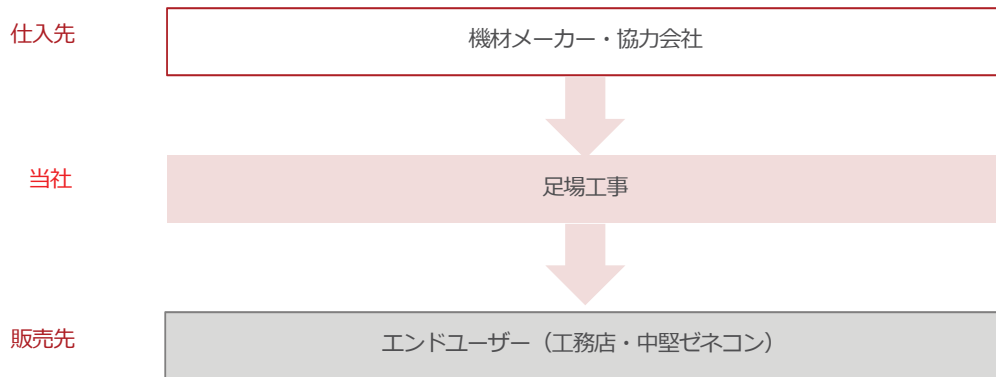 仕入先
機材メーカー・協力会社
当社
足場工事
販売先
エンドユーザー（工務店・中堅ゼネコン）